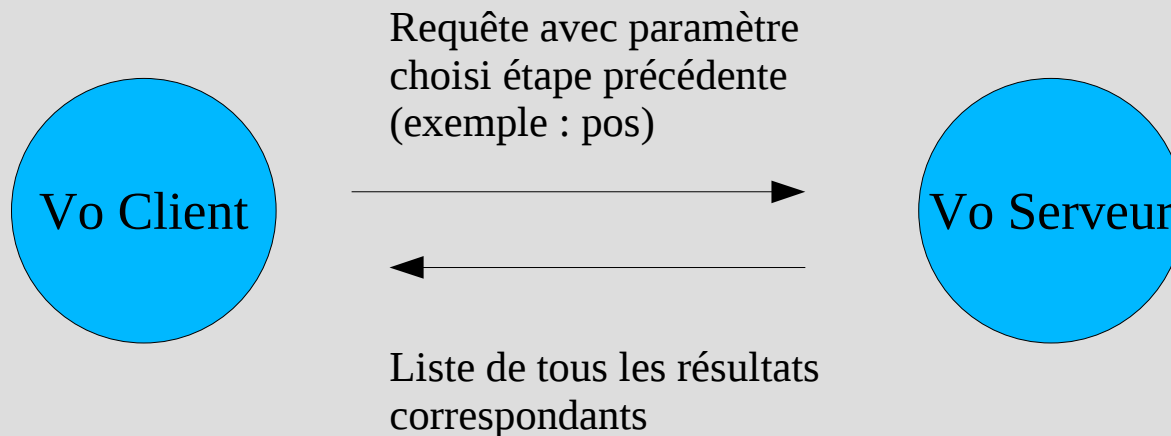 Requête avec paramètre
choisi étape précédente
(exemple : pos)
Vo Client
Vo Serveur
Liste de tous les résultats
correspondants